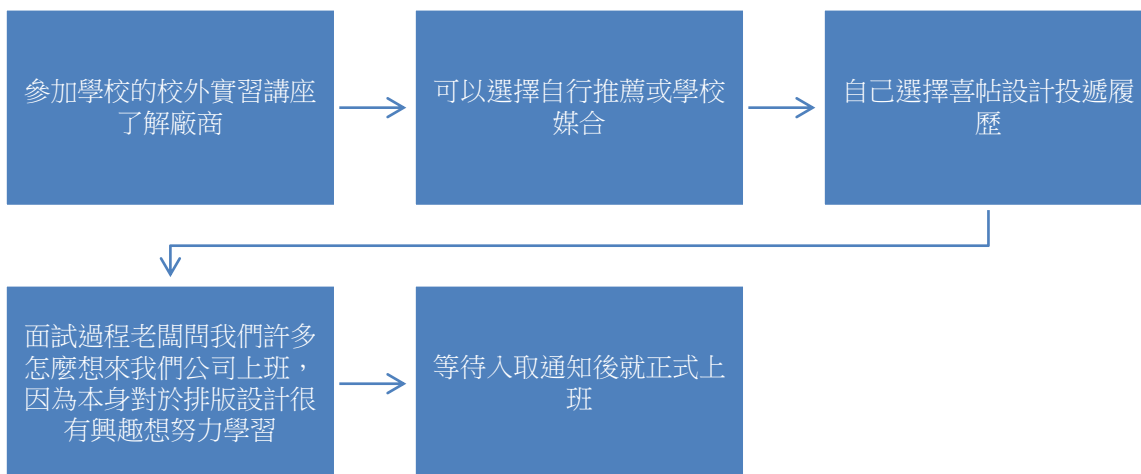 參加學校的校外實習講座
了解廠商
可以選擇自行推薦或學校
媒合
自己選擇喜帖設計投遞履
歷
面試過程老闆問我們許多
怎麼想來我們公司上班，
因為本身對於排版設計很
有興趣想努力學習
等待入取通知後就正式上
班